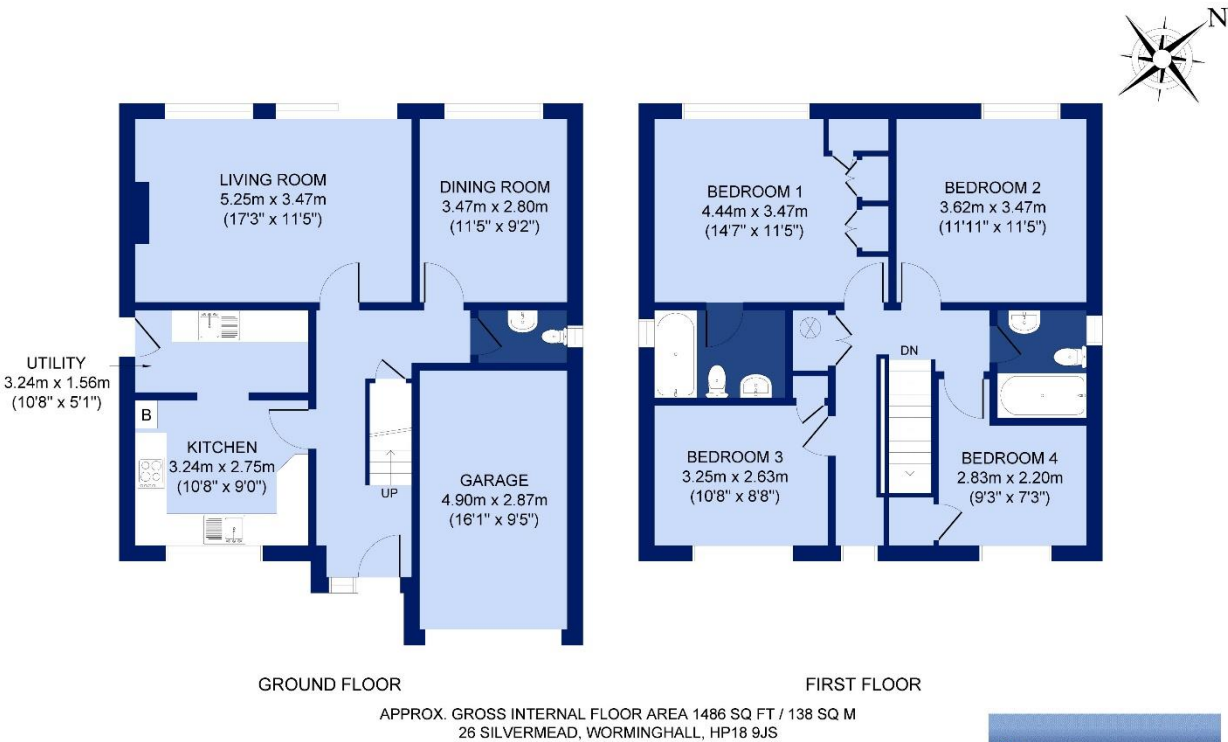 N
LIVING ROOM
5.25m x 3.47m
(17'3" x 11'5")
DINING ROOM
3.47m x 2.80m
(11'5" x 9'2")
UTILITY
3.24m x 1.56m
(10'8" x 5'1")
B
KITCHEN
3.24m x 2.75m
(10'8" x 9'0")
UP
GARAGE
4.90m x 2.87m
(16'1" x 9'5")
GROUND FLOOR
BEDROOM 1
4.44m x 3.47m
(14'7" x 11'5")
BEDROOM 2
3.62m x 3.47m
(11'11" x 11'5")
DN
BEDROOM 3
3.25m x 2.63m
(10'8" x 8'8")
BEDROOM 4
2.83m x 2.20m
(9'3" x 7'3")
FIRST FLOOR
APPROX. GROSS INTERNAL FLOOR AREA 1486 SQ FT / 138 SQ M
26 SILVERMEAD, WORMINGHALL, HP18 9JS